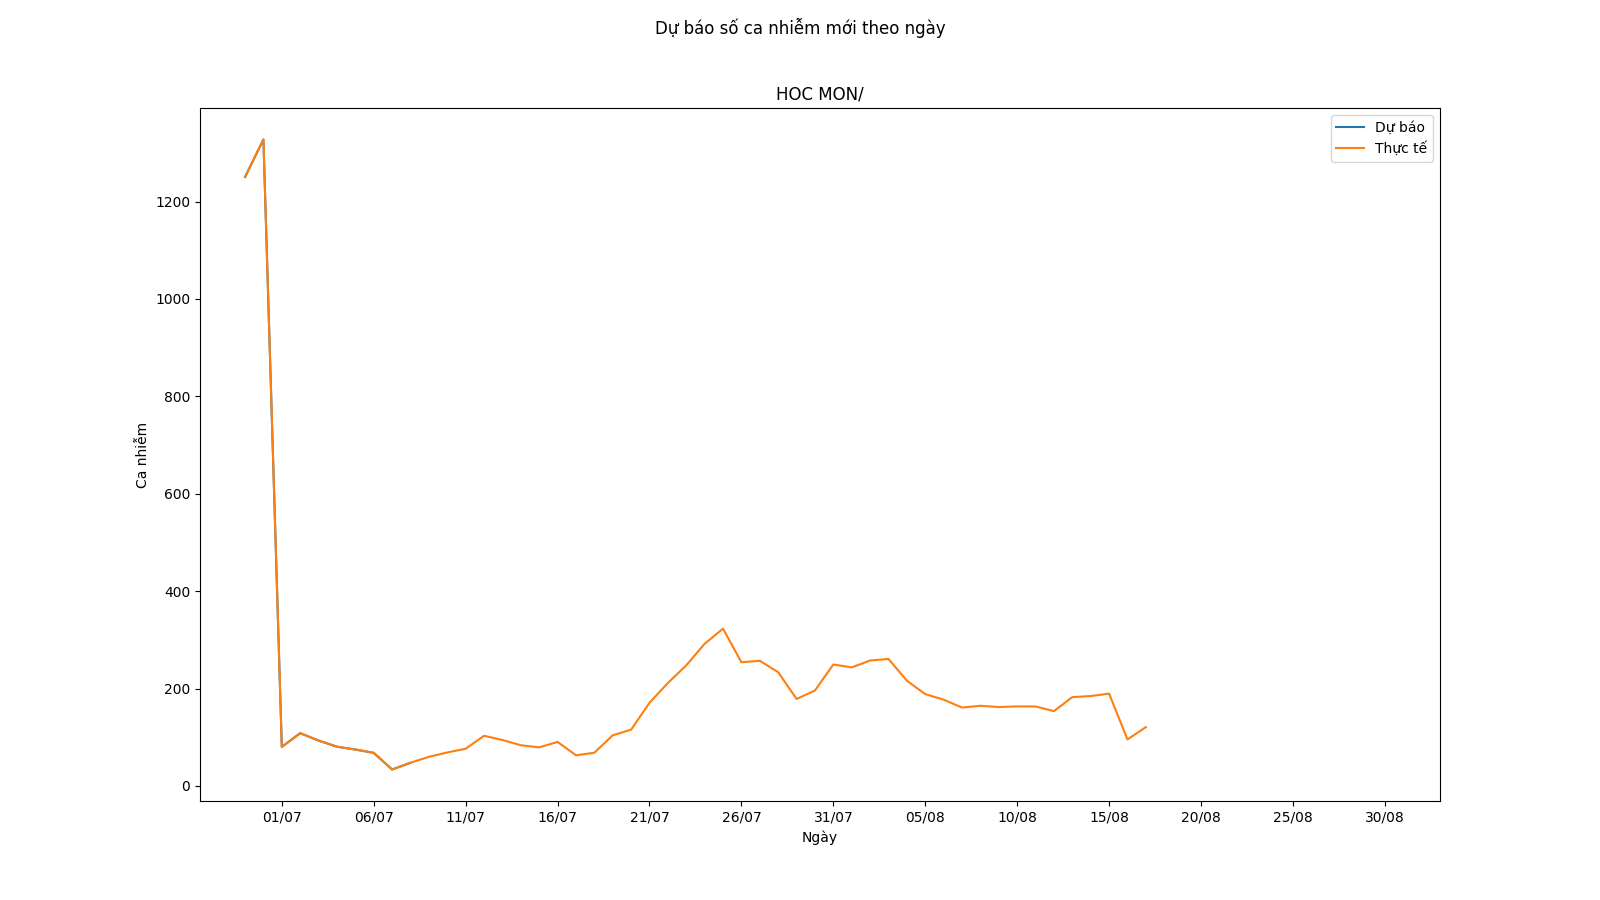 Dự báo số ca nhiễm mới theo ngày
HOC MON/
Dự báo
Thực tế
Ca nhiễm
1200
1000
800
600
400
200
0
01/07 06/07 11/07 16/07 21/07 26/07 31/07 05/08 10/08 15/08 20/08 25/08 30/08
Ngày